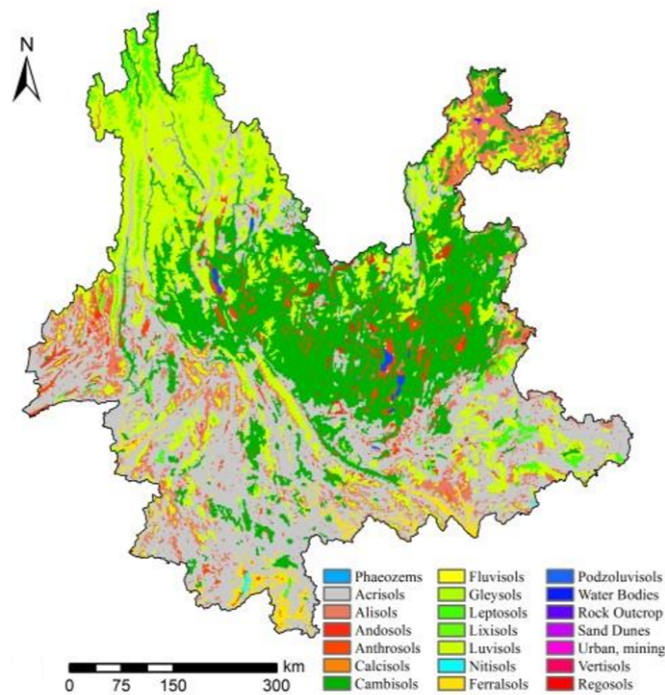 N
Phaeozems
Acrisols
Alisols
Andosols
Anthrosols
Calcisols
Cambisols
Fluvisols
Gleysols
Leptosols
Lixisols
Luvisols
Nitisols
Ferralsols
Podzoluvisols
Water Bodies
Rock Outcrop
Sand Dunes
Urban, mining
Vertisols
Regosols
km
0 75 150 300